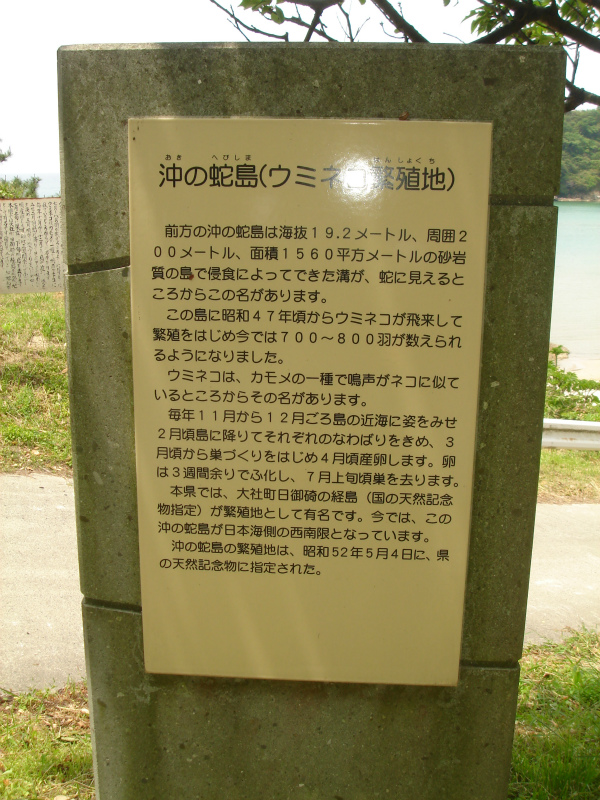 おき へびしま んしょくち
沖の蛇島(ウミネコ繁殖地)
前方の沖の蛇島は海抜19.2メートル、周囲2
00メートル、面積1560平方メートルの砂岩
質の島で侵食によってできた溝が、蛇に見えると
ころからこの名があります。
この島に昭和47年頃からウミネコが飛来して
繁殖をはじめ今では700～800羽が数えられ
るようになりました。
ウミネコは、カモメの一種で鳴声がネコに似て
いるところからその名があります。
毎年11月から12月ごろ島の近海に姿をみせ
2月頃島に降りてそれぞれのなわばりをきめ、3
月頃から巣づくりをはじめ4月頃産卵します。卵
は3週間余りでふ化し、7月上旬頃巣を去ります。
本県では、大社町日御碕の経島（国の天然記念
物指定）が繁殖地として有名です。今では、この
沖の蛇島が日本海側の西南限となっています。
沖の蛇島の繁殖地は、昭和52年5月4日に、県
の天然記念物に指定された。